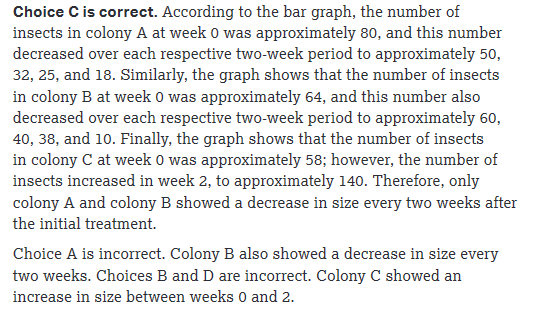 Choice C is correct. According to the bar graph, the number of
insects in colony A at week 0 was approximately 80, and this number
decreased over each respective two-week period to approximately 50,
32, 25, and 18. Similarly, the graph shows that the number of insects
in colony B at week 0 was approximately 64, and this number also
decreased over each respective two-week period to approximately 60,
40, 38, and 10. Finally, the graph shows that the number of insects
in colony C at week 0 was approximately 58; however, the number of
insects increased in week 2, to approximately 140. Therefore, only
colony A and colony B showed a decrease in size every two weeks after
the initial treatment.
Choice A is incorrect. Colony B also showed a decrease in size every
two weeks. Choices B and D are incorrect. Colony C showed an
increase in size between weeks 0 and 2.